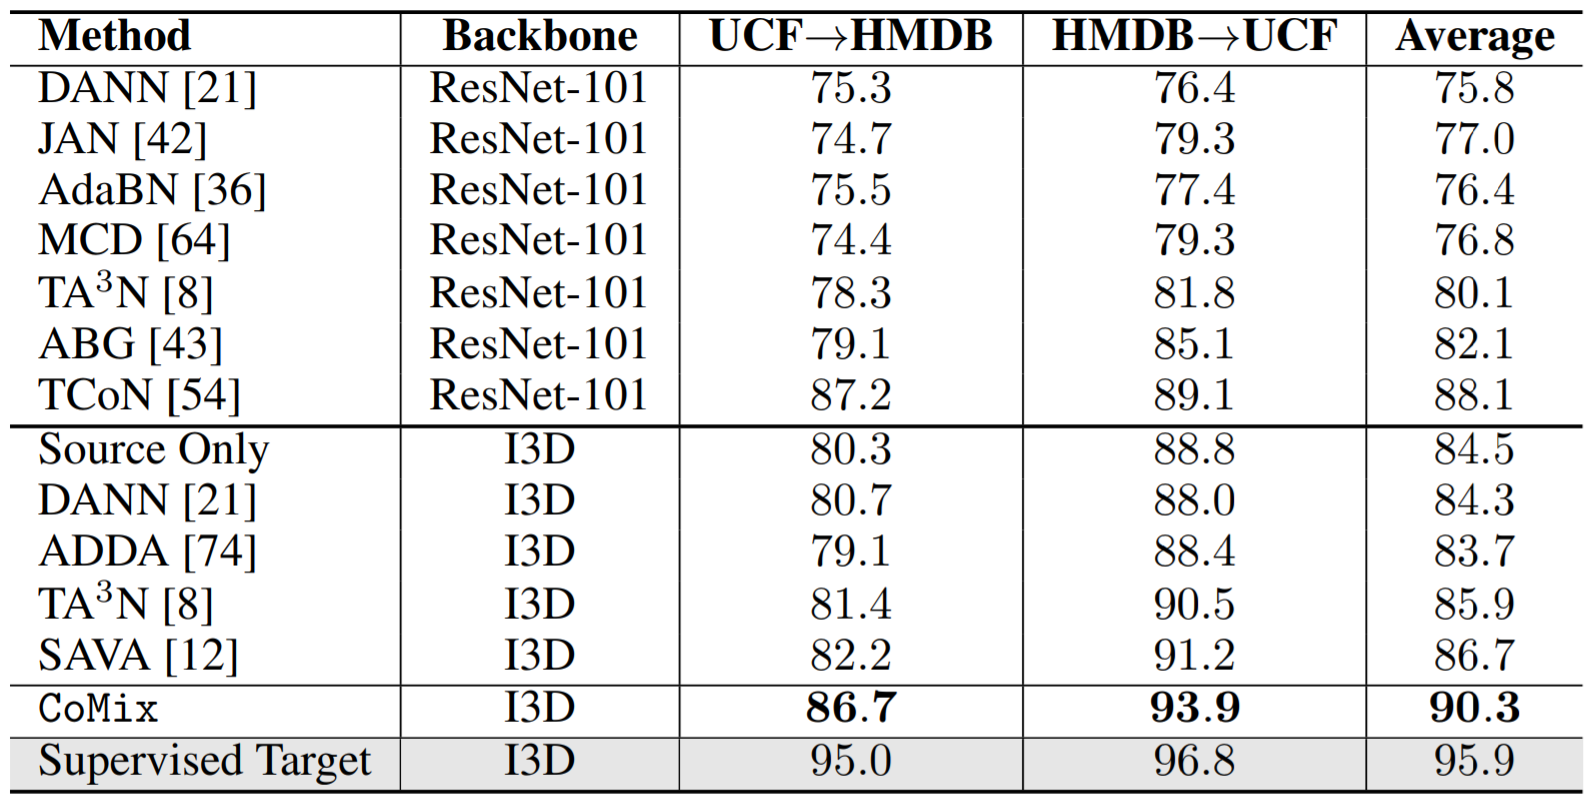 Method Backbone UCF→HMDB HMDB→UCF Average
DANN [21] ResNet-101 75.3 76.4 75.8
JAN [42] ResNet-101 74.7 79.3 77.0
AdaBN [36] ResNet-101 75.5 77.4 76.4
MCD [64] ResNet-101 74.4 79.3 76.8
TA³N [8] ResNet-101 78.3 81.8 80.1
ABG [43] ResNet-101 79.1 85.1 82.1
TCoN [54] ResNet-101 87.2 89.1 88.1
Source Only I3D 80.3 88.8 84.5
DANN [21] I3D 80.7 88.0 84.3
ADDA [74] I3D 79.1 88.4 83.7
TA³N [8] I3D 81.4 90.5 85.9
SAVA [12] I3D 82.2 91.2 86.7
CoMix I3D 86.7 93.9 90.3
Supervised Target I3D 95.0 96.8 95.9